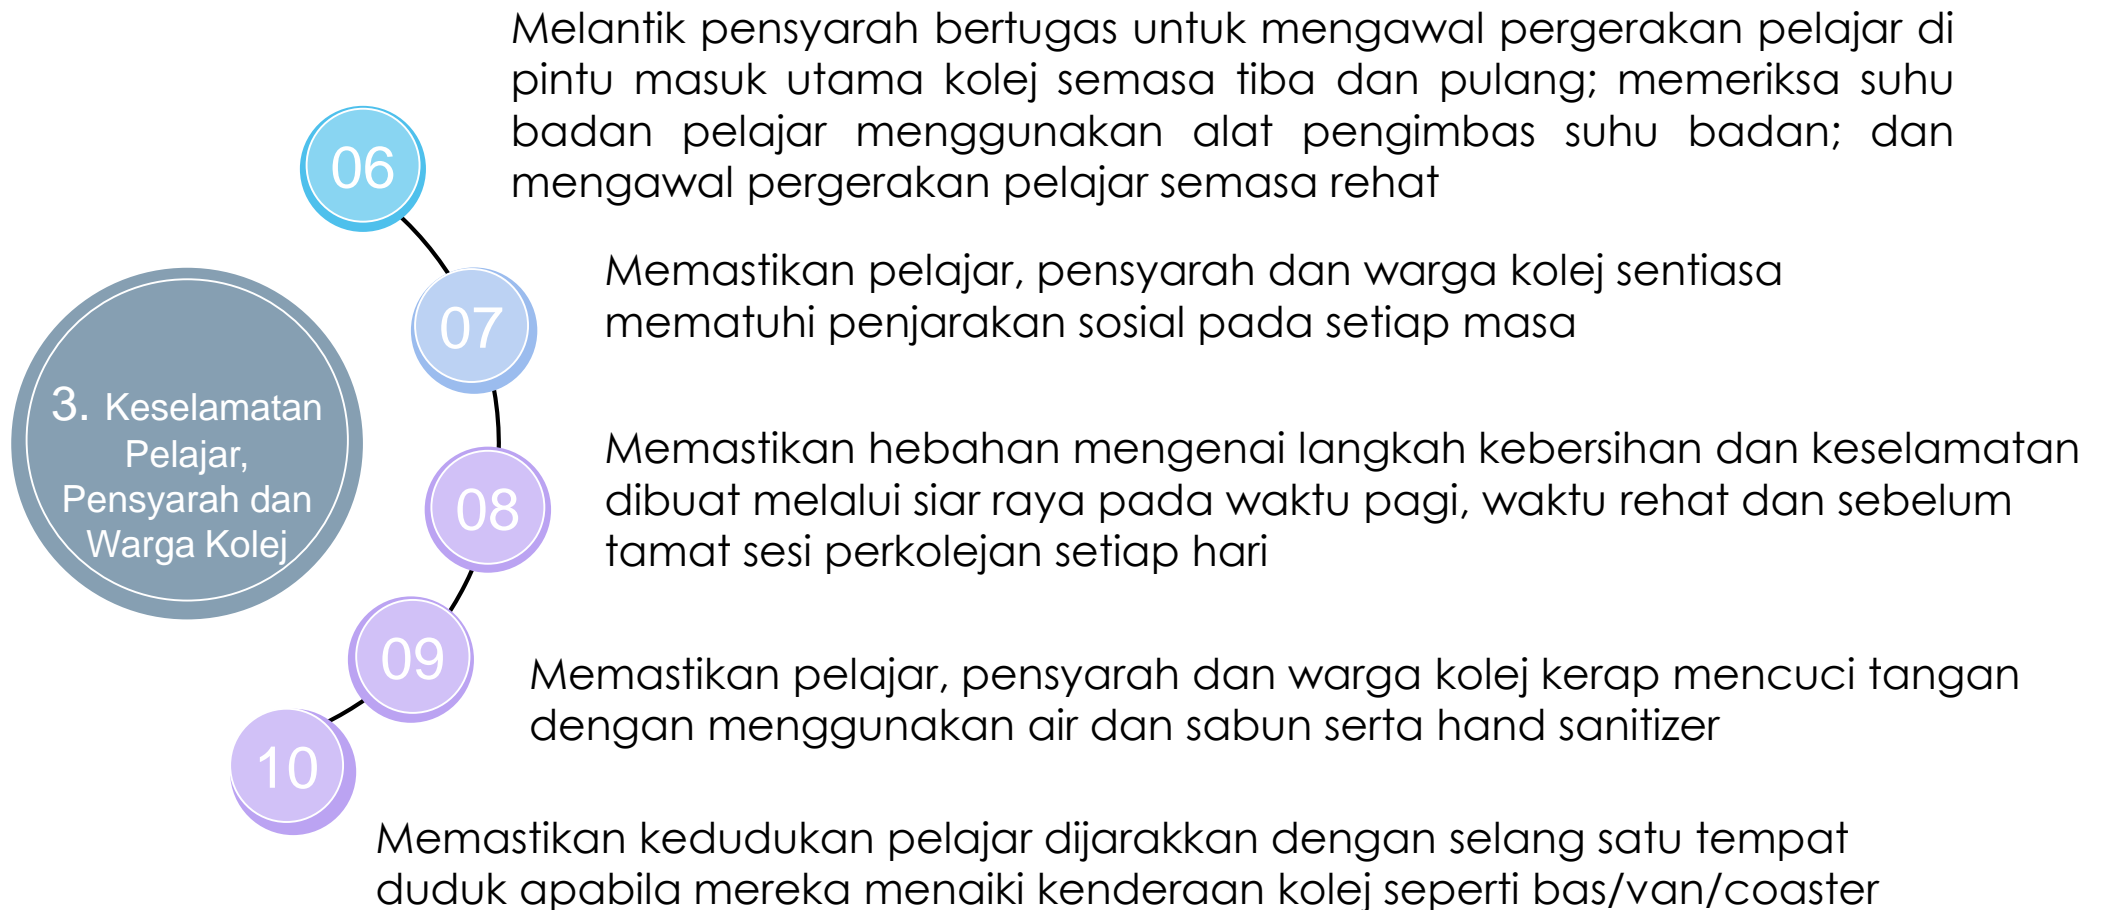 3. Keselamatan
Pelajar,
Pensyarah dan
Warga Kolej
06
Melantik pensyarah bertugas untuk mengawal pergerakan pelajar di
pintu masuk utama kolej semasa tiba dan pulang; memeriksa suhu
badan pelajar menggunakan alat pengimbas suhu badan; dan
mengawal pergerakan pelajar semasa rehat
07
Memastikan pelajar, pensyarah dan warga kolej sentiasa
mematuhi penjarakan sosial pada setiap masa
08
Memastikan hebahan mengenai langkah kebersihan dan keselamatan
dibuat melalui siar raya pada waktu pagi, waktu rehat dan sebelum
tamat sesi perkolejan setiap hari
09
Memastikan pelajar, pensyarah dan warga kolej kerap mencuci tangan
dengan menggunakan air dan sabun serta hand sanitizer
10
Memastikan kedudukan pelajar dijarakkan dengan selang satu tempat
duduk apabila mereka menaiki kenderaan kolej seperti bas/van/coaster